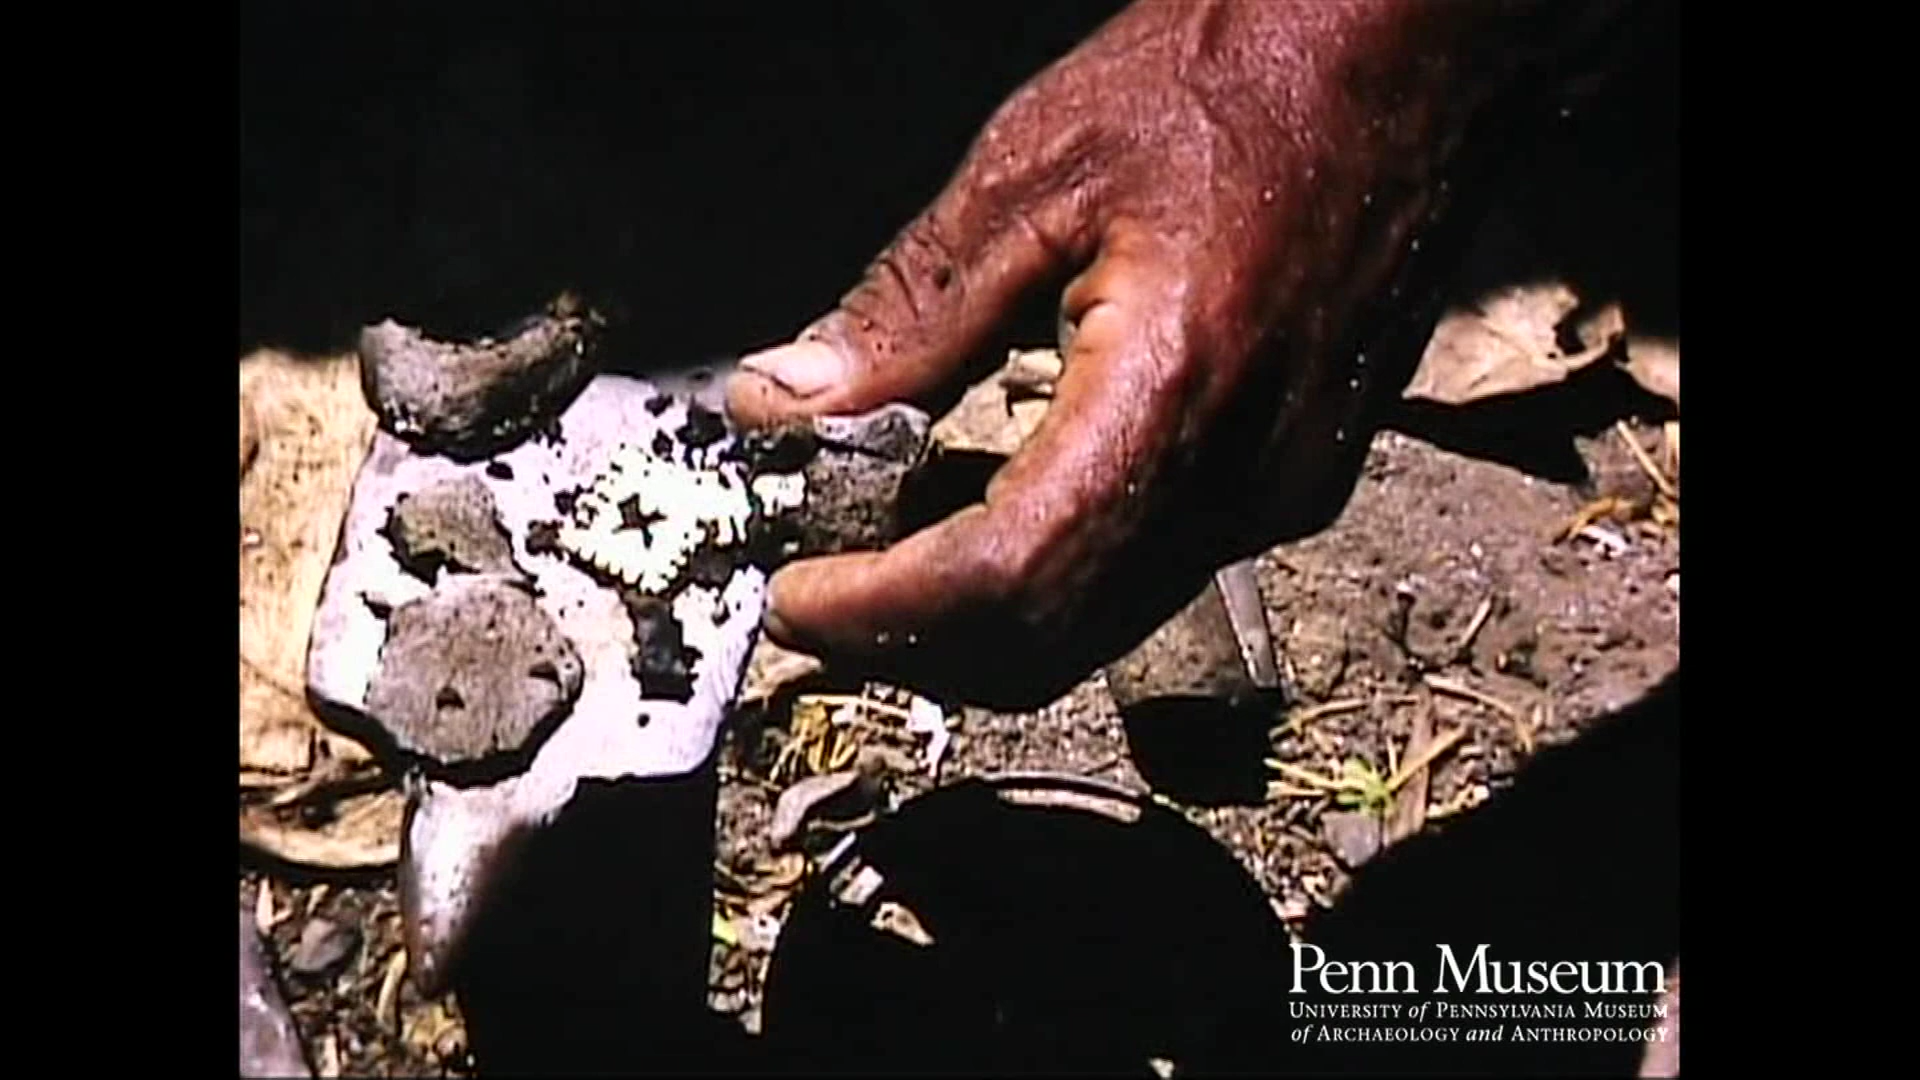 Penn Museum
UNIVERSITY of PENNSYLVANIA MUSEUM
of ARCHAEOLOGY and ANTHROPOLOGY